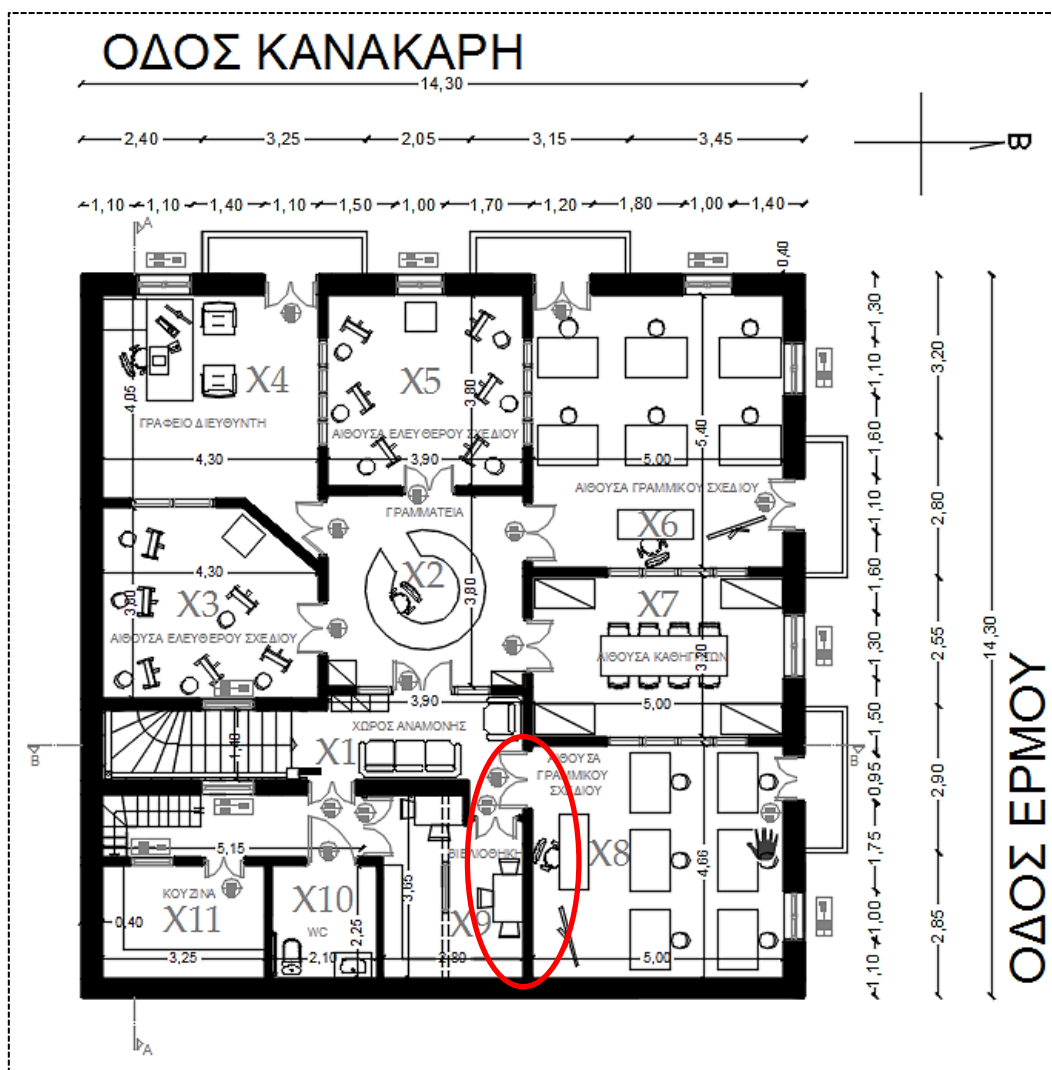 ΟΔΟΣ ΚΑΝΑΚΑΡΗ
14,30
2,40 3,25 2,05 3,15 3,45
B
1,10 1,10 1,40 1,10 1,50 1,00 1,70 1,20 1,80 1,00 1,40
A
0,40
X4
ΓΡΑΦΕΙΟ ΔΙΕΥΘΥΝΤΗ
4,05
4,30
X5
3,80
ΑΙΘΟΥΣΑ ΕΛΕΥΘΕΡΟΥ ΣΧΕΔΙΟΥ
3,90
5,40
5,00
ΑΙΘΟΥΣΑ ΓΡΑΜΜΙΚΟΥ ΣΧΕΔΙΟΥ
X6
ΓΡΑΜΜΑΤΕΙΑ
X2
3,80
4,30
X3
3,80
ΑΙΘΟΥΣΑ ΕΛΕΥΘΕΡΟΥ ΣΧΕΔΙΟΥ
X7
ΑΙΘΟΥΣΑ ΚΑΘΗΓΗΤΩΝ
3,20
5,00
3,90
ΧΩΡΟΣ ΑΝΑΜΟΝΗΣ
X1
B
B
ΑΙΘΟΥΣΑ
ΓΡΑΜΜΙΚΟΥ
ΣΧΕΔΙΟΥ
X8
4,66
5,00
5,15
ΒΙΒΛΙΟΘΗΚΗ
3,65
X9
2,80
X10
WC
2,25
2,10
ΚΟΥΖΙΝΑ
X11
0,40
3,25
A
1,30
1,10
1,60
1,10
1,60
1,30
1,50
0,95
1,75
1,00
1,10
3,20
2,80
2,55
2,90
2,85
14,30
ΟΔΟΣ ΕΡΜΟΥ